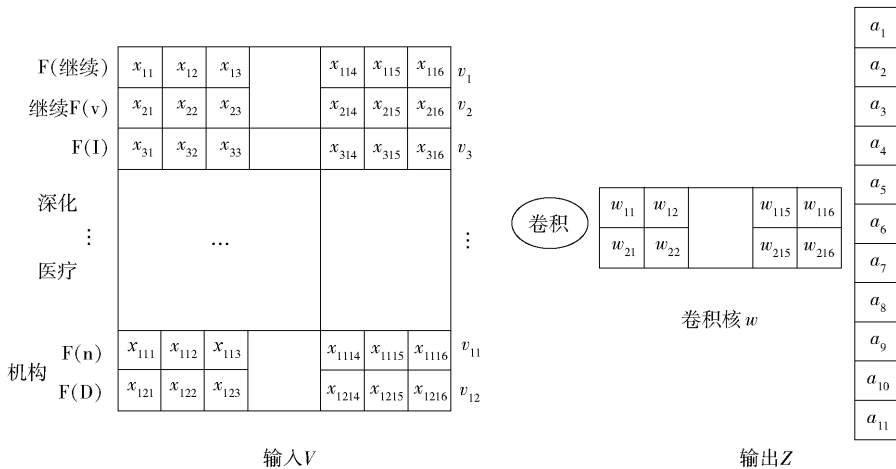 F(继续) x11 x12 x13 x114 x115 x116 v1
继续F(v) x21 x22 x23 x214 x215 x216 v2
F(I) x31 x32 x33 x314 x315 x316 v3
深化
⋮ … ⋮
医疗
机构
F(n) x111 x112 x113 x1114 x1115 x1116 v11
F(D) x121 x122 x123 x1214 x1215 x1216 v12
输入V
卷积
w11 w12 w115 w116
w21 w22 w215 w216
卷积核 w
a1
a2
a3
a4
a5
a6
a7
a8
a9
a10
a11
输出Z